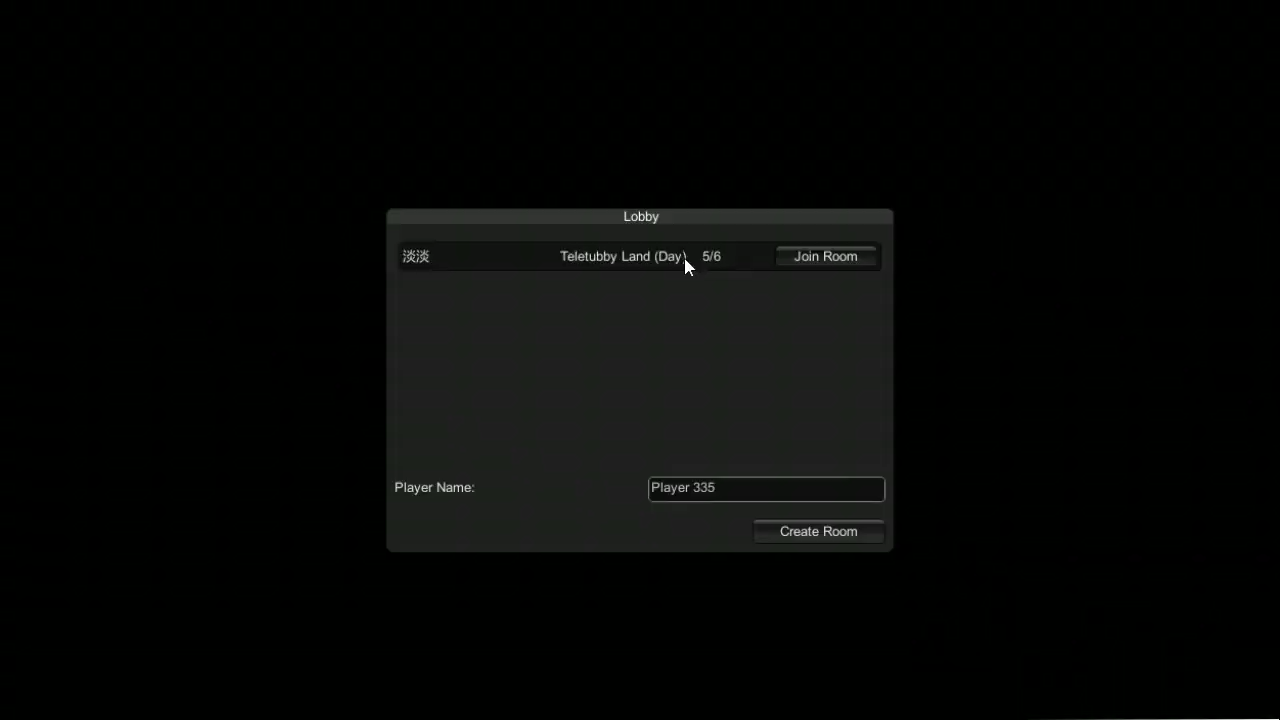 Lobby
淡淡 Teletubby Land (Day) 5/6 Join Room
Player Name: Player 335
Create Room